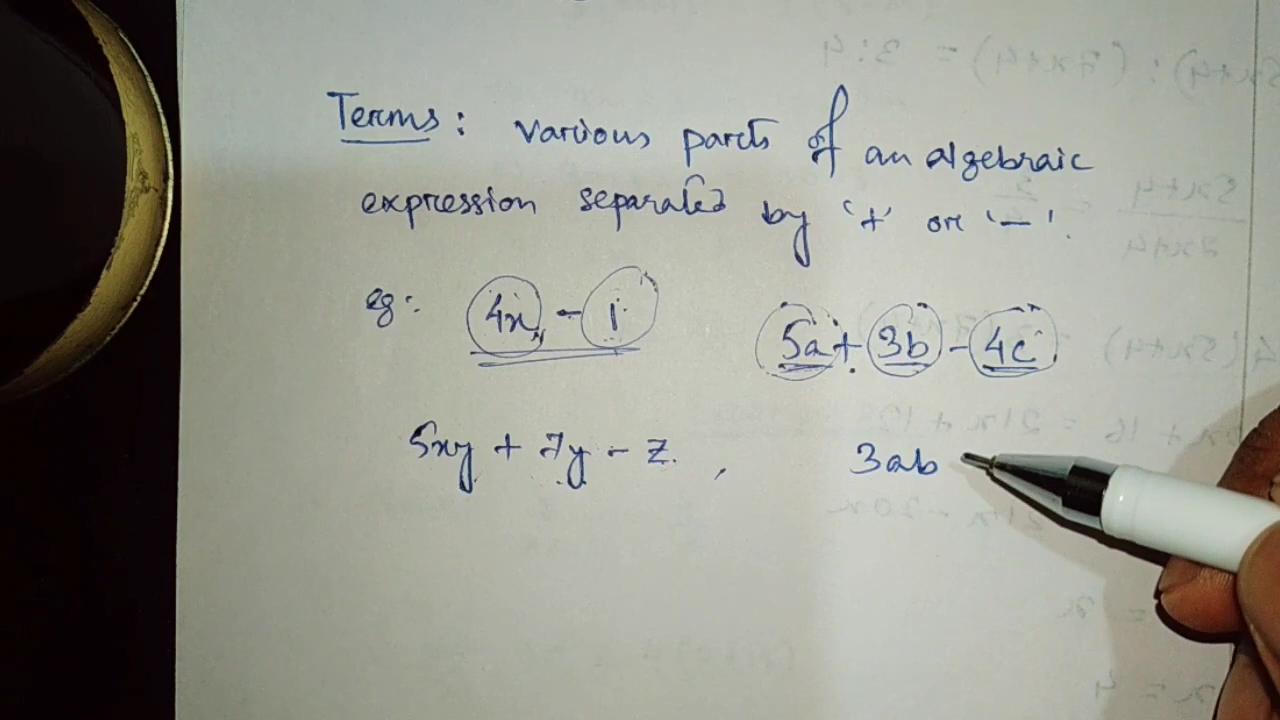 Terms: various parts of an algebraic
expression separated by '+' or '-'.
eg: 4x - 1 5a + 3b - 4c
5xy + 7y - z , 3ab